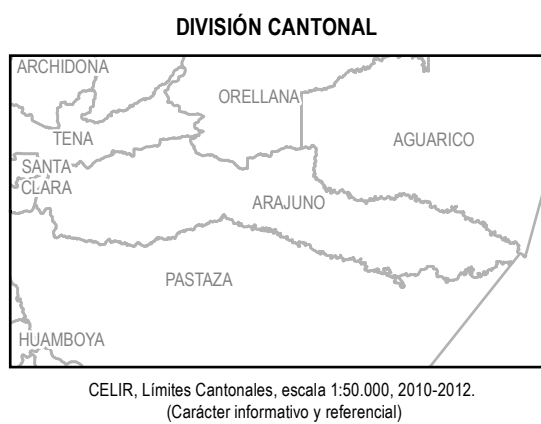 DIVISIÓN CANTONAL
ARCHIDONA
ORELLANA
TENA
AGUARICO
SANTA
CLARA
ARAJUNO
PASTAZA
HUAMBOYA
CELIR, Límites Cantonales, escala 1:50.000, 2010-2012.
(Carácter informativo y referencial)